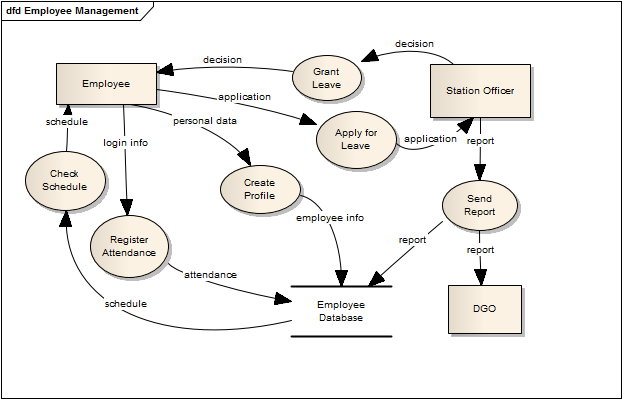 dfd Employee Management
decision
decision
Grant
Leave
Employee
Station Officer
application
schedule
personal data
Apply for
Leave
application
report
login info
Check
Schedule
Create
Profile
Send
Report
employee info
Register
Attendance
report
report
attendance
schedule
Employee
Database
DGO